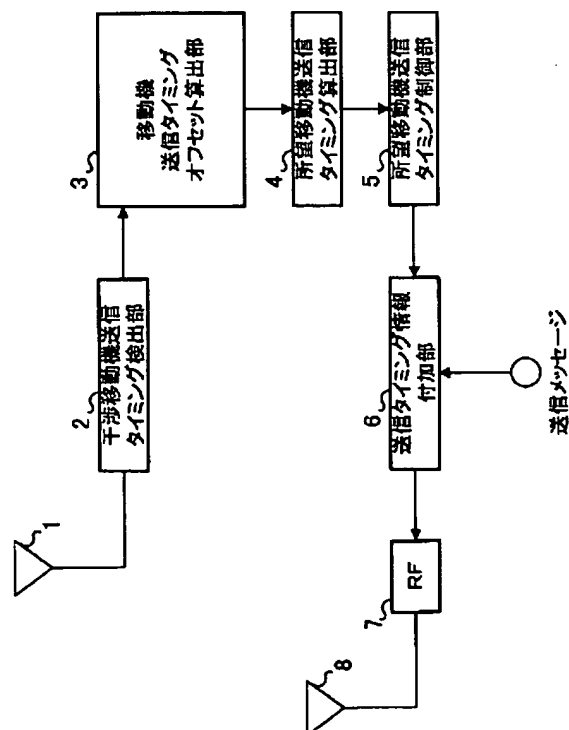 1
2
干渉移動機送信
タイミング検出部
3
移動機
送信タイミング
オフセット算出部
4
所望移動機送信
タイミング算出部
5
所望移動機送信
タイミング制御部
6
送信タイミング情報
付加部
送信メッセージ
7
RF
8